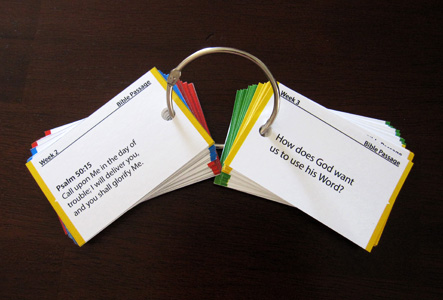 Week 2
Bible Passage
Psalm 50:15
Call upon Me in the day of
trouble; I will deliver you,
and you shall glorify Me.
Week 3
Bible Passage
How does God want
us to use his Word?